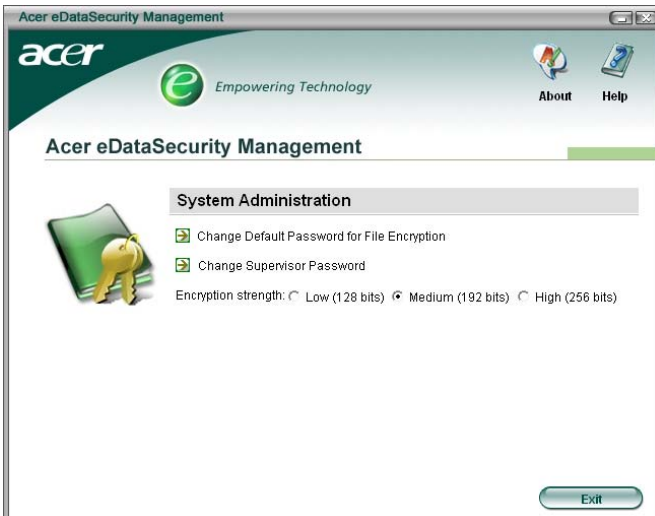 Acer eDataSecurity Management
acer
e Empowering Technology
About Help
Acer eDataSecurity Management
System Administration
Change Default Password for File Encryption
Change Supervisor Password
Encryption strength: Low (128 bits) Medium (192 bits) High (256 bits)
Exit